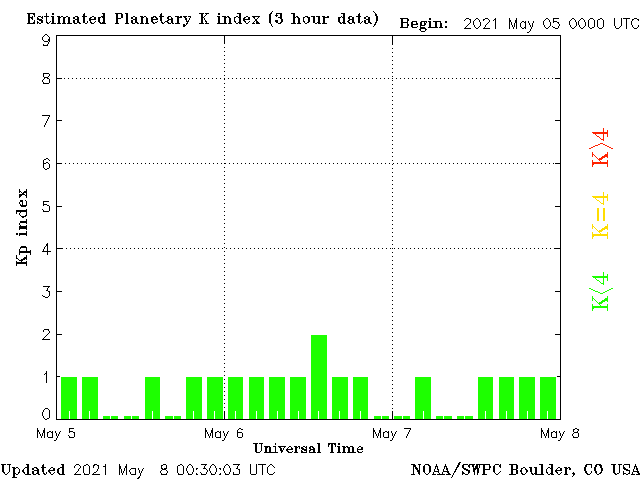 Estimated Planetary K index (3 hour data)
Begin: 2021 May 05 0000 UTC
9
8
7
6
5
4
3
2
1
0
Kp index
K>4
K=4
K<4
May 5
May 6
May 7
May 8
Universal Time
Updated 2021 May 8 00:30:03 UTC
NOAA/SWPC Boulder, CO USA